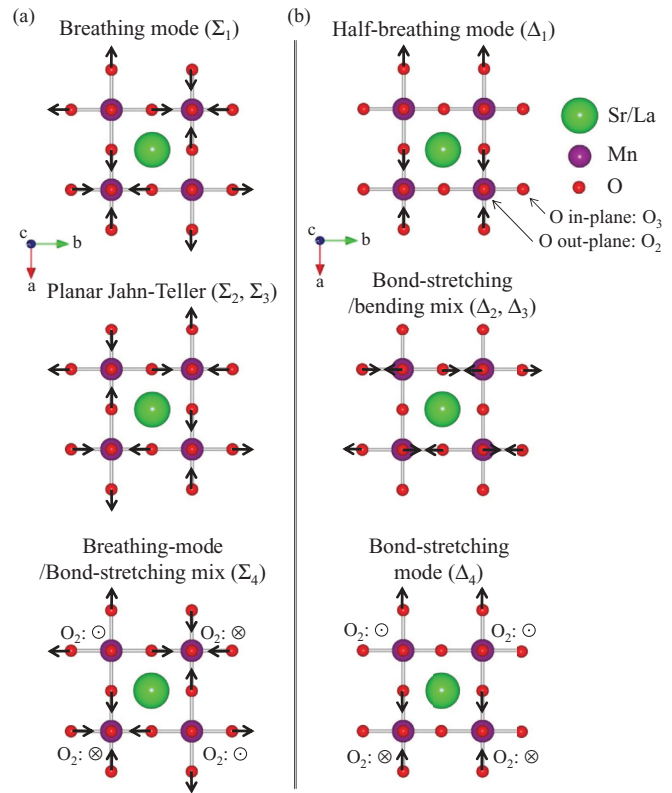 (a)
Breathing mode (Σ₁)
c
b
a
Planar Jahn-Teller (Σ₂, Σ₃)
Breathing-mode
/Bond-stretching mix (Σ₄)
O₂: ⊙
O₂: ⊗
O₂: ⊗
O₂: ⊙
(b)
Half-breathing mode (Δ₁)
Sr/La
Mn
O
O in-plane: O₃
O out-plane: O₂
c
b
a
Bond-stretching
/bending mix (Δ₂, Δ₃)
Bond-stretching
mode (Δ₄)
O₂: ⊙
O₂: ⊙
O₂: ⊗
O₂: ⊗